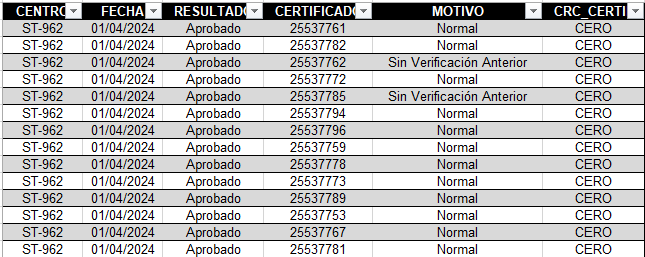 CENTRO FECHA RESULTADO CERTIFICADO MOTIVO CRC_CERTI
ST-962 01/04/2024 Aprobado 25537761 Normal CERO
ST-962 01/04/2024 Aprobado 25537782 Normal CERO
ST-962 01/04/2024 Aprobado 25537762 Sin Verificación Anterior CERO
ST-962 01/04/2024 Aprobado 25537772 Normal CERO
ST-962 01/04/2024 Aprobado 25537785 Sin Verificación Anterior CERO
ST-962 01/04/2024 Aprobado 25537794 Normal CERO
ST-962 01/04/2024 Aprobado 25537796 Normal CERO
ST-962 01/04/2024 Aprobado 25537759 Normal CERO
ST-962 01/04/2024 Aprobado 25537778 Normal CERO
ST-962 01/04/2024 Aprobado 25537773 Normal CERO
ST-962 01/04/2024 Aprobado 25537789 Normal CERO
ST-962 01/04/2024 Aprobado 25537753 Normal CERO
ST-962 01/04/2024 Aprobado 25537767 Normal CERO
ST-962 01/04/2024 Aprobado 25537781 Normal CERO